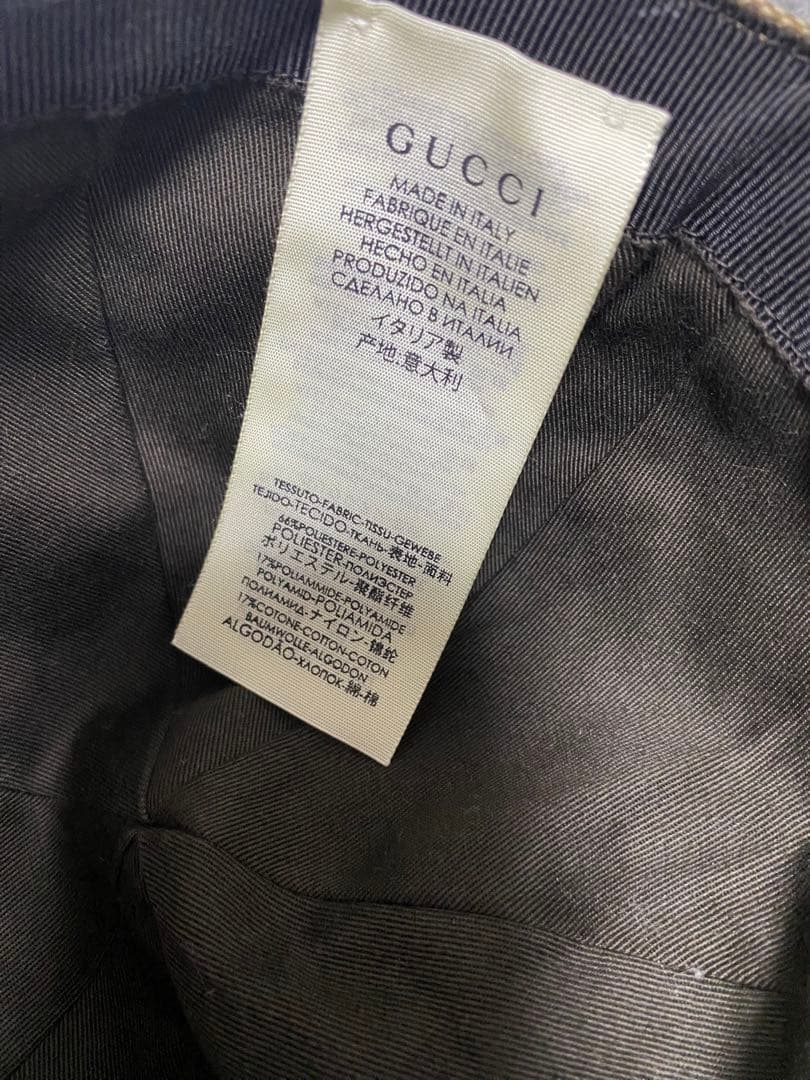 GUCCI
MADE IN ITALY
FABRIQUE EN ITALIE
HERGESTELLT IN ITALIEN
HECHO EN ITALIA
PRODUZIDO NA ITALIA
СДЕЛАНО В ИТАЛИИ
イタリア製
产地:意大利
TESSUTO-FABRIC-TISSU-GEWEBE
TEJIDO-TECIDO-ТКАНЬ-表地-面料
66%POLIESTERE-POLYESTER
POLIESTER-ПОЛИЭСТЕР
ポリエステル-聚酯纤维
17%POLIAMMIDE-POLYAMIDE
POLYAMID-POLIAMIDA
ПОЛИАМИД-ナイロン-锦纶
17%COTONE-COTTON-COTON
BAUMWOLLE-ALGODON
ALGODÃO-ХЛОПОК-綿-棉